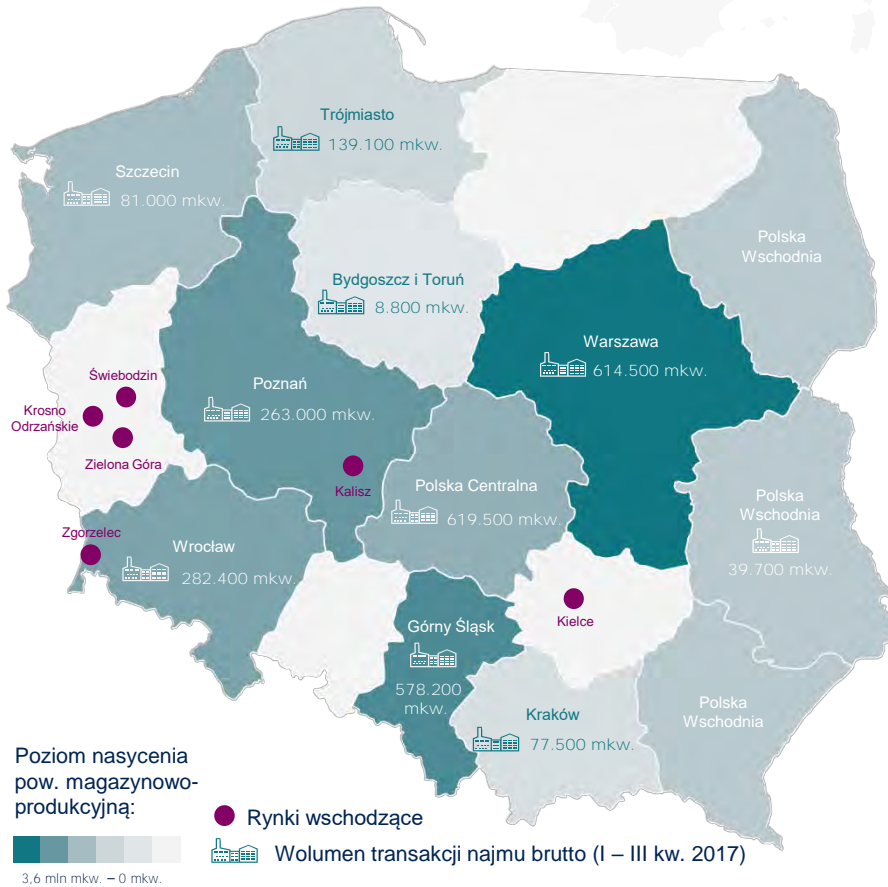 Trójmiasto
139.100 mkw.
Szczecin
81.000 mkw.
Polska
Wschodnia
Bydgoszcz i Toruń
8.800 mkw.
Warszawa
614.500 mkw.
Świebodzin
Krosno
Odrzańskie
Zielona Góra
Poznań
263.000 mkw.
Kalisz
Polska Centralna
619.500 mkw.
Polska
Wschodnia
39.700 mkw.
Zgorzelec
Wrocław
282.400 mkw.
Kielce
Górny Śląsk
578.200
mkw.
Polska
Wschodnia
Kraków
77.500 mkw.
Poziom nasycenia
pow. magazynowo-
produkcyjną:
3,6 mln mkw. – 0 mkw.
Rynki wschodzące
Wolumen transakcji najmu brutto (I – III kw. 2017)